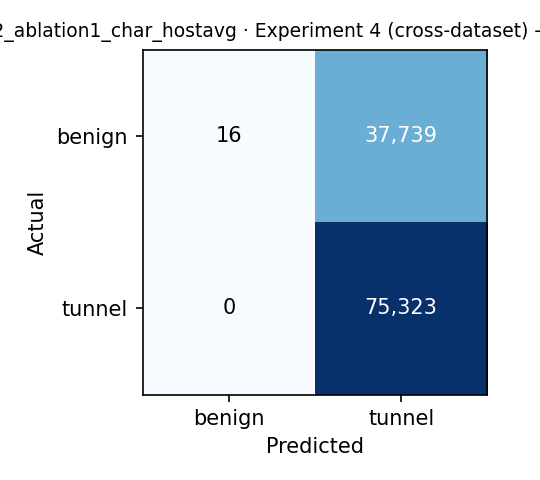 2_ablation1_char_hostavg · Experiment 4 (cross-dataset) -
benign
16
37,739
Actual
tunnel
0
75,323
benign
tunnel
Predicted